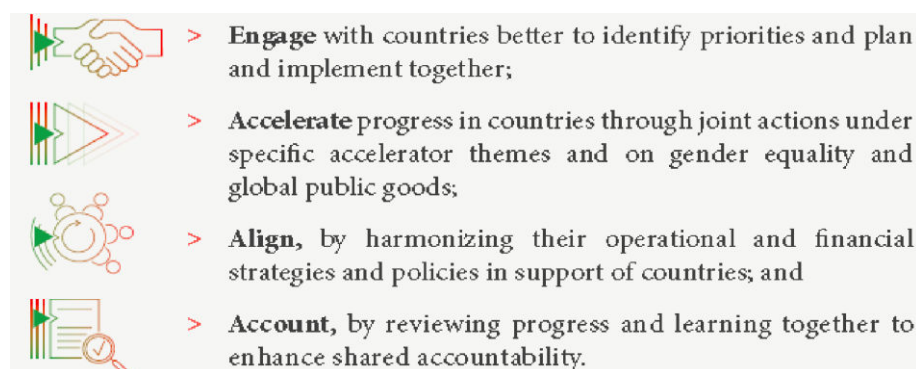 > Engage with countries better to identify priorities and plan
and implement together;
> Accelerate progress in countries through joint actions under
specific accelerator themes and on gender equality and
global public goods;
> Align, by harmonizing their operational and financial
strategies and policies in support of countries; and
> Account, by reviewing progress and learning together to
enhance shared accountability.